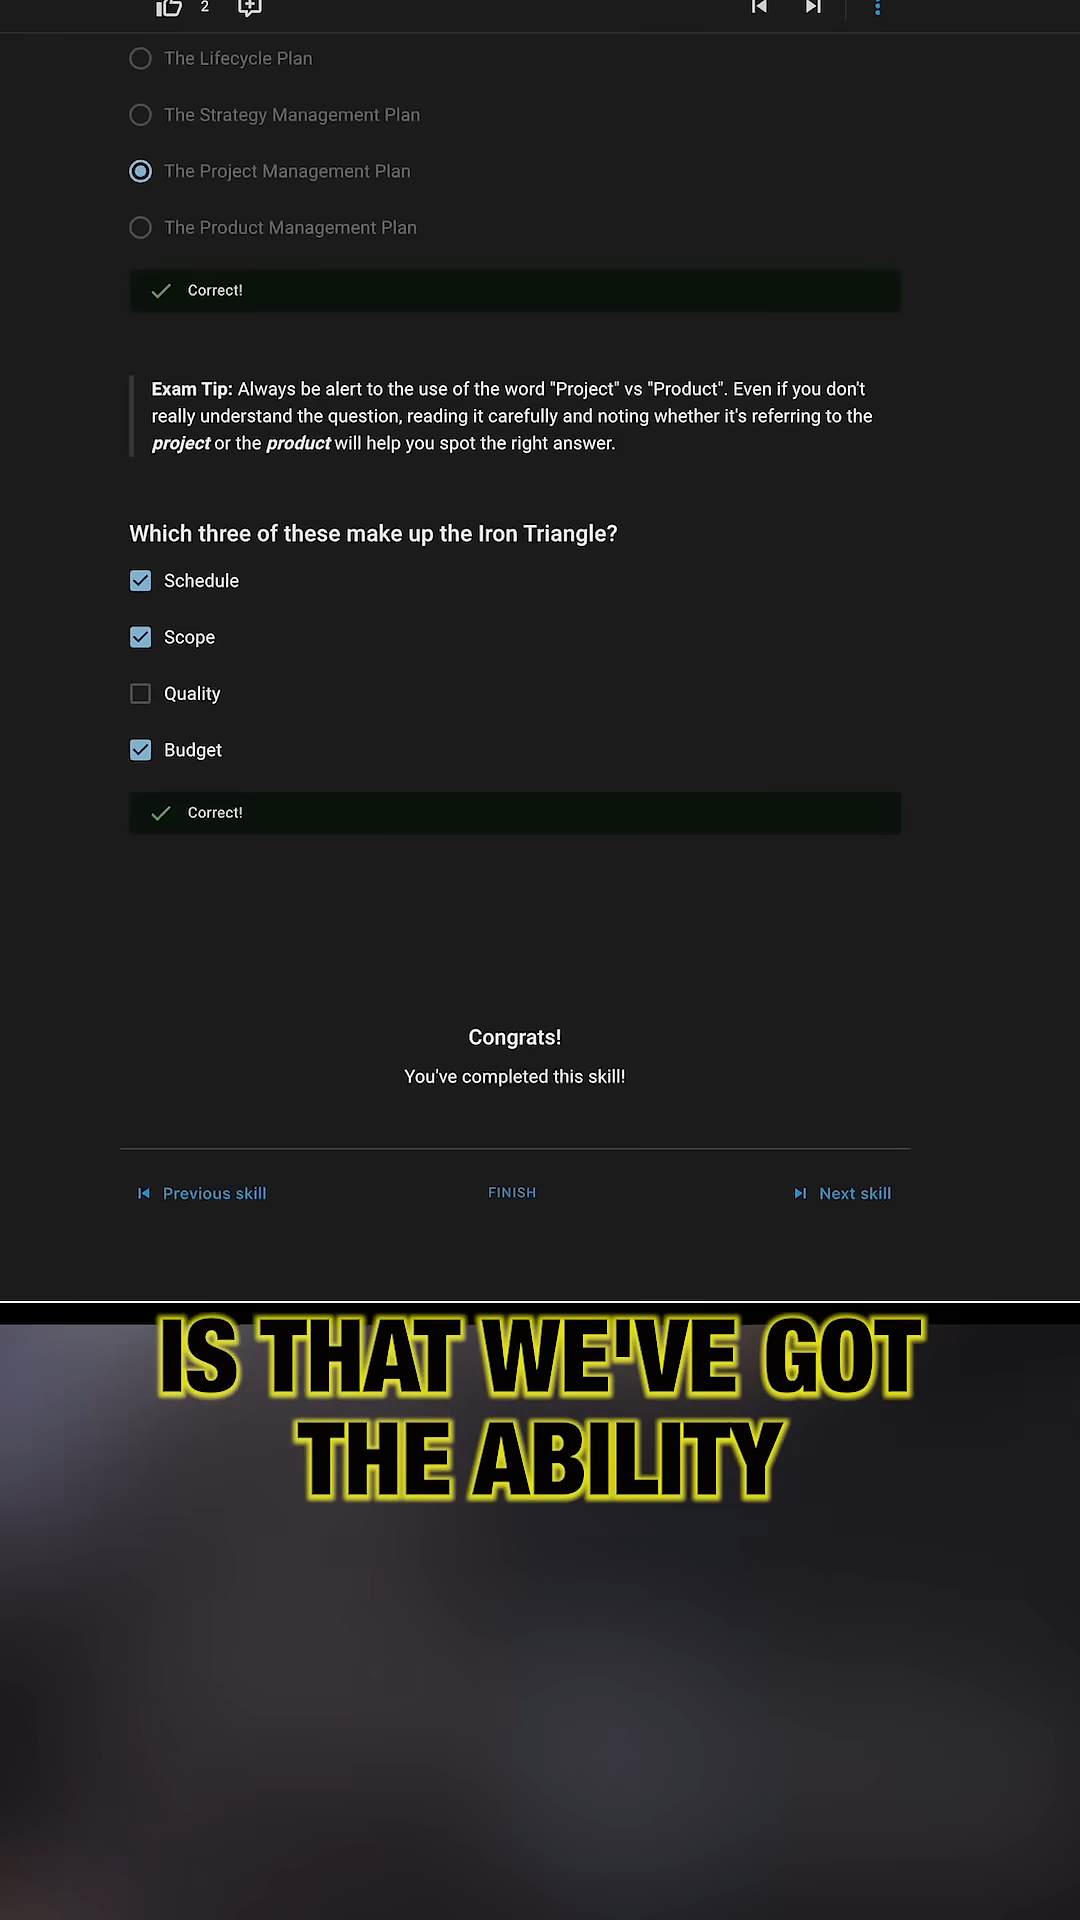 2
The Lifecycle Plan
The Strategy Management Plan
The Project Management Plan
The Product Management Plan
Correct!
Exam Tip: Always be alert to the use of the word "Project" vs "Product". Even if you don't
really understand the question, reading it carefully and noting whether it's referring to the
project or the product will help you spot the right answer.
Which three of these make up the Iron Triangle?
Schedule
Scope
Quality
Budget
Correct!
Congrats!
You've completed this skill!
Previous skill
FINISH
Next skill
IS THAT WE'VE GOT
THE ABILITY